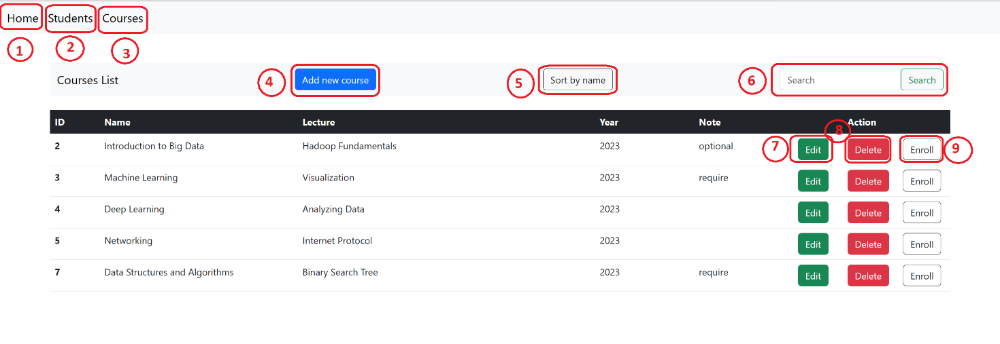 Home Students Courses
1 2 3
Courses List 4 Add new course 5 Sort by name 6 Search Search
ID Name Lecture Year Note Action
8
2 Introduction to Big Data Hadoop Fundamentals 2023 optional 7 Edit Delete Enroll 9
3 Machine Learning Visualization 2023 require Edit Delete Enroll
4 Deep Learning Analyzing Data 2023 Edit Delete Enroll
5 Networking Internet Protocol 2023 Edit Delete Enroll
7 Data Structures and Algorithms Binary Search Tree 2023 require Edit Delete Enroll